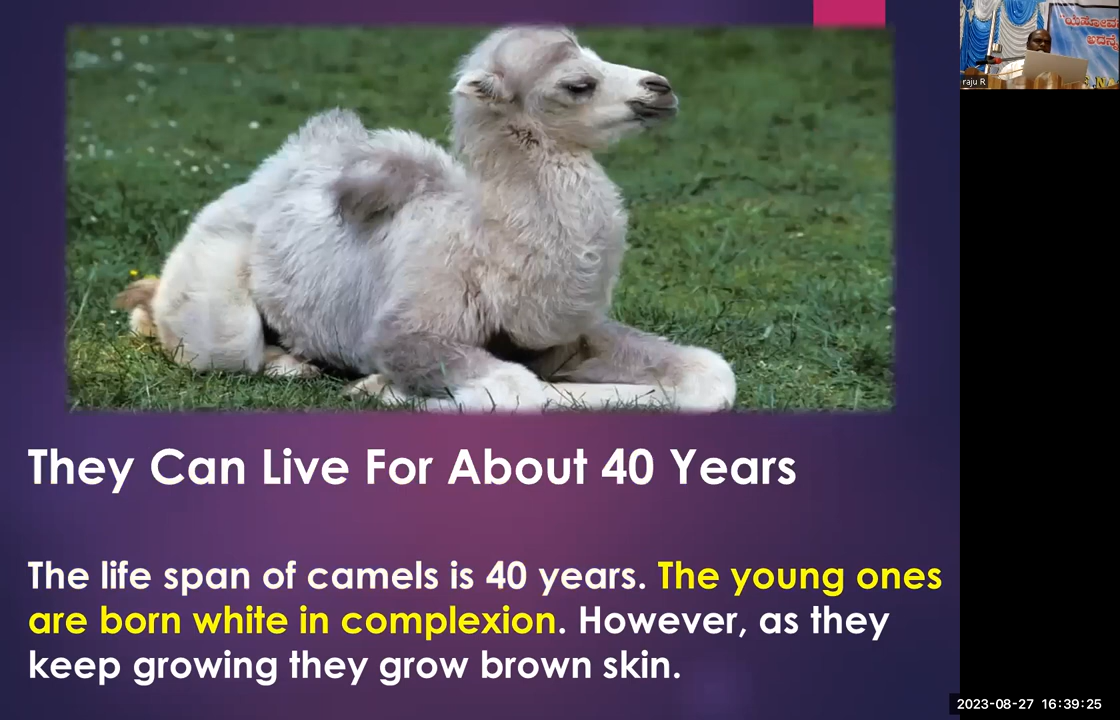 They Can Live For About 40 Years
The life span of camels is 40 years. The young ones
are born white in complexion. However, as they
keep growing they grow brown skin.
raju R
2023-08-27 16:39:25